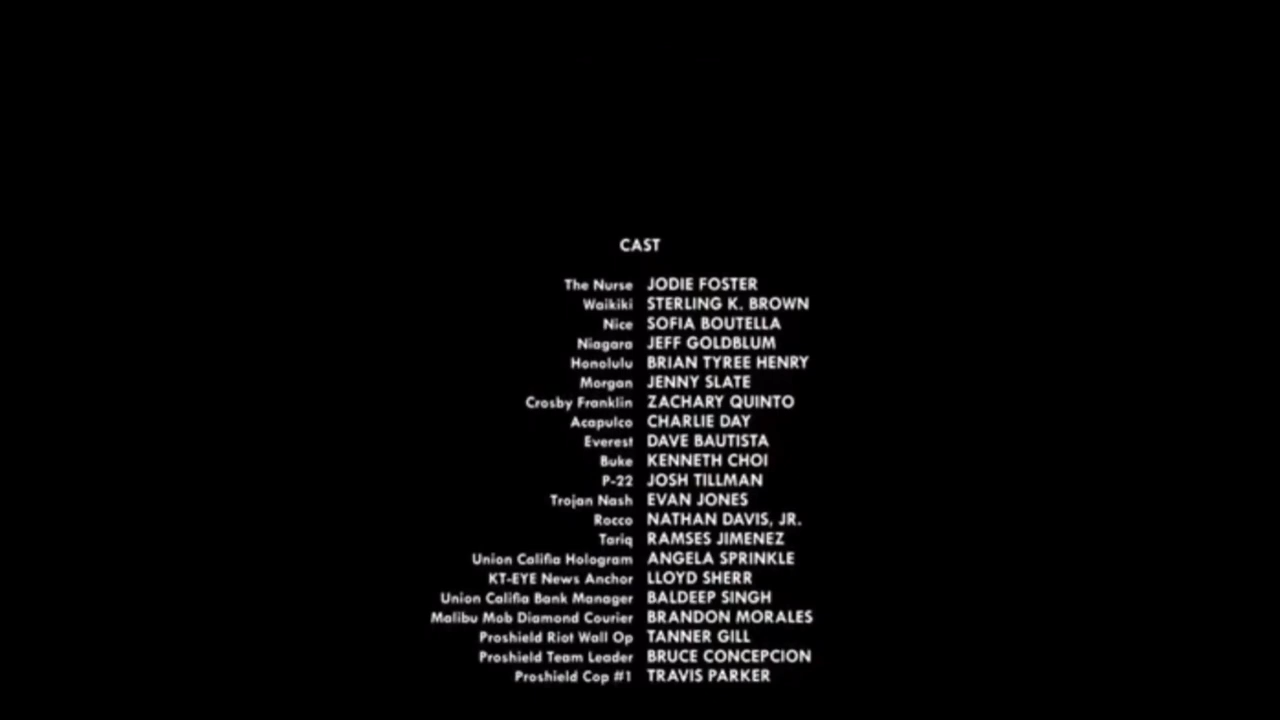 CAST
The Nurse JODIE FOSTER
Waikiki STERLING K. BROWN
Nice SOFIA BOUTELLA
Niagara JEFF GOLDBLUM
Honolulu BRIAN TYREE HENRY
Morgan JENNY SLATE
Crosby Franklin ZACHARY QUINTO
Acapulco CHARLIE DAY
Everest DAVE BAUTISTA
Buke KENNETH CHOI
P-22 JOSH TILLMAN
Trojan Nash EVAN JONES
Rocco NATHAN DAVIS, JR.
Tariq RAMSES JIMENEZ
Union Califia Hologram ANGELA SPRINKLE
KT-EYE News Anchor LLOYD SHERR
Union Califia Bank Manager BALDEEP SINGH
Malibu Mob Diamond Courier BRANDON MORALES
Proshield Riot Wall Op TANNER GILL
Proshield Team Leader BRUCE CONCEPCION
Proshield Cop #1 TRAVIS PARKER